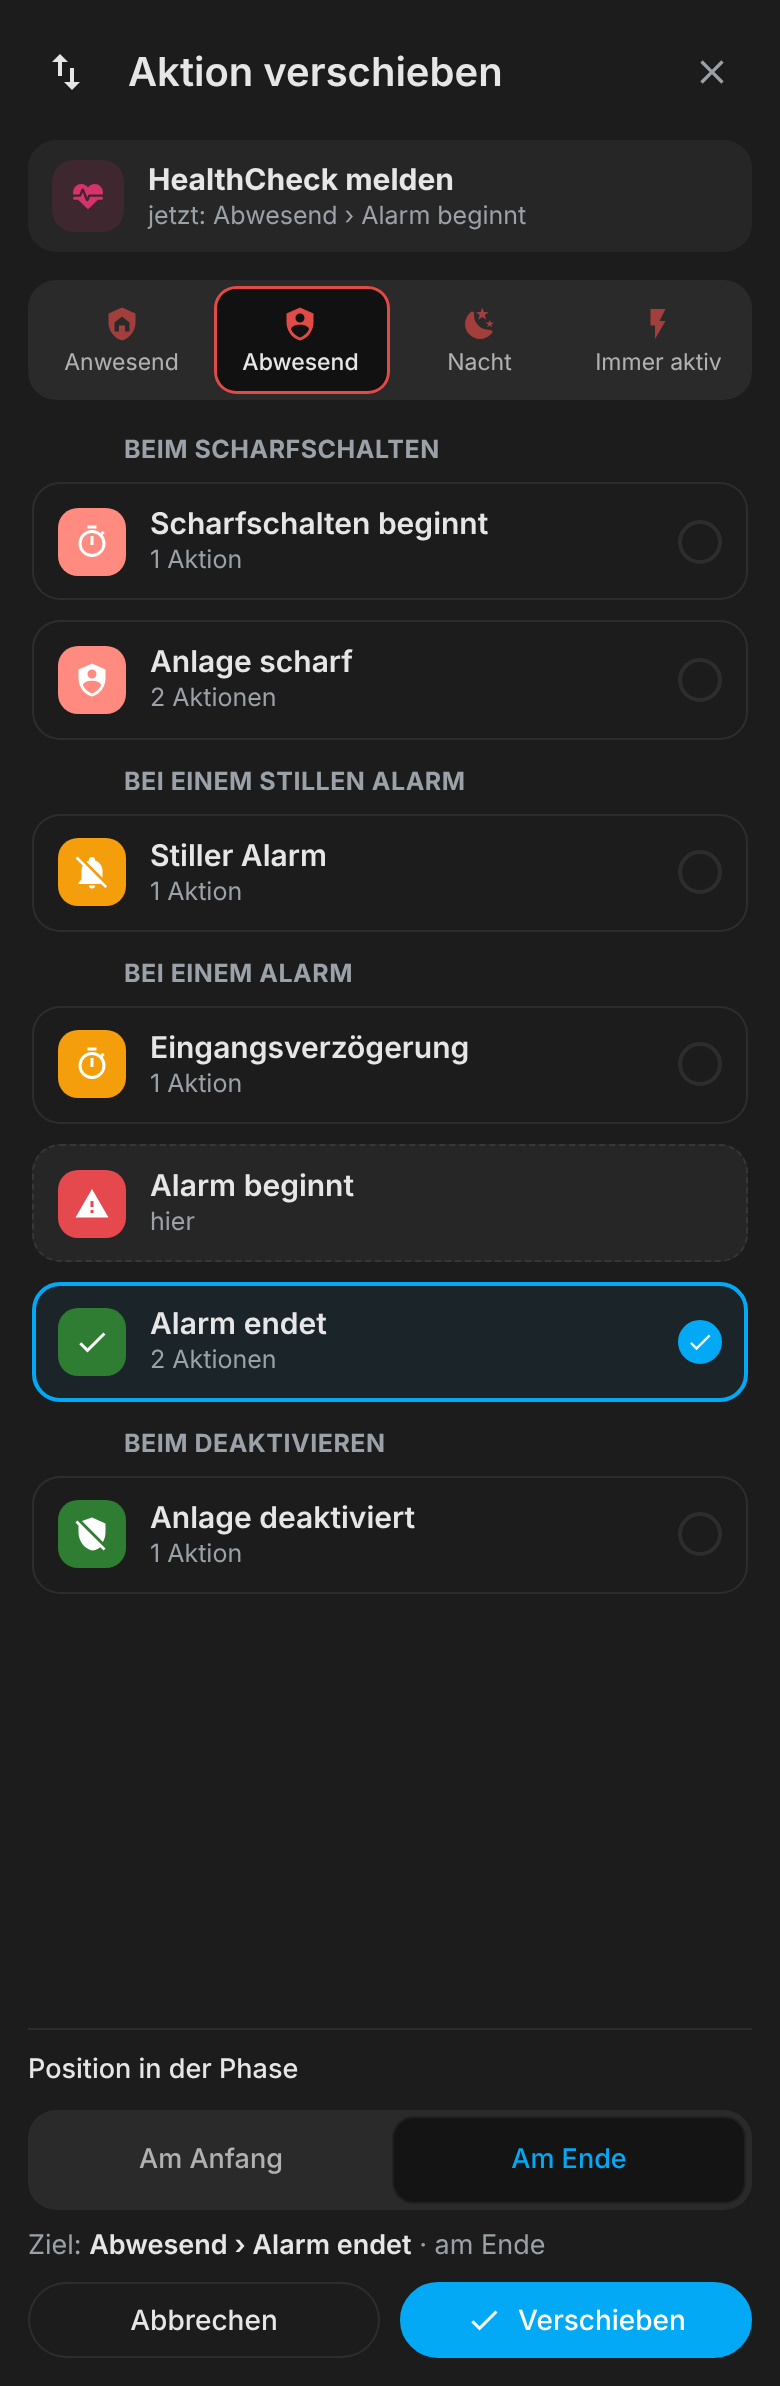 Aktion verschieben
HealthCheck melden
jetzt: Abwesend › Alarm beginnt
Anwesend
Abwesend
Nacht
Immer aktiv
BEIM SCHARFSCHALTEN
Scharfschalten beginnt
1 Aktion
Anlage scharf
2 Aktionen
BEI EINEM STILLEN ALARM
Stiller Alarm
1 Aktion
BEI EINEM ALARM
Eingangsverzögerung
1 Aktion
Alarm beginnt
hier
Alarm endet
2 Aktionen
BEIM DEAKTIVIEREN
Anlage deaktiviert
1 Aktion
Position in der Phase
Am Anfang
Am Ende
Ziel: Abwesend › Alarm endet · am Ende
Abbrechen
Verschieben